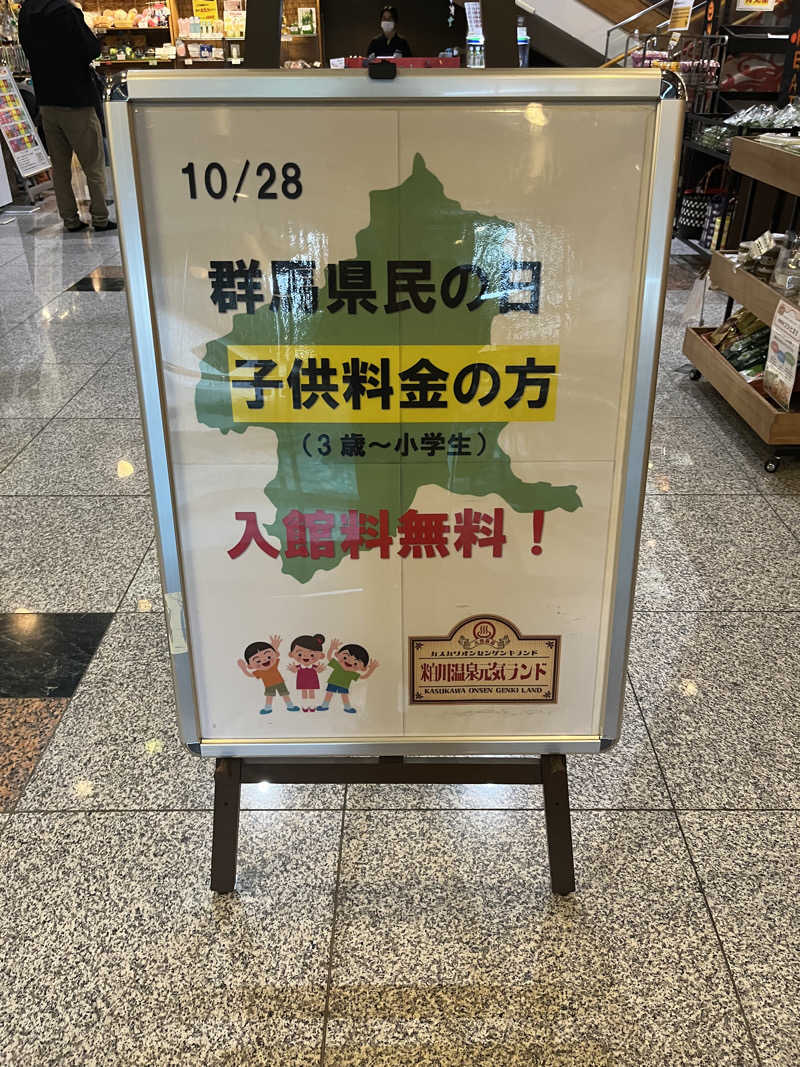 10/28
群馬県民の日
子供料金の方
（3歳～小学生）
入館料無料！
カスカワオンセンゲンキランド
粕川温泉元気ランド
KASUKAWA ONSEN GENKI LAND